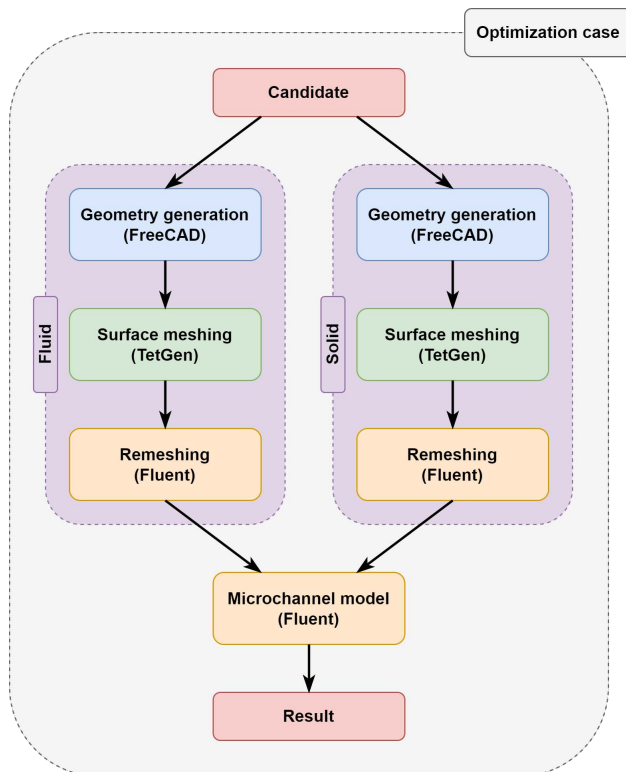 Optimization case
Candidate
Geometry generation
(FreeCAD)
Geometry generation
(FreeCAD)
Fluid
Surface meshing
(TetGen)
Solid
Surface meshing
(TetGen)
Remeshing
(Fluent)
Remeshing
(Fluent)
Microchannel model
(Fluent)
Result